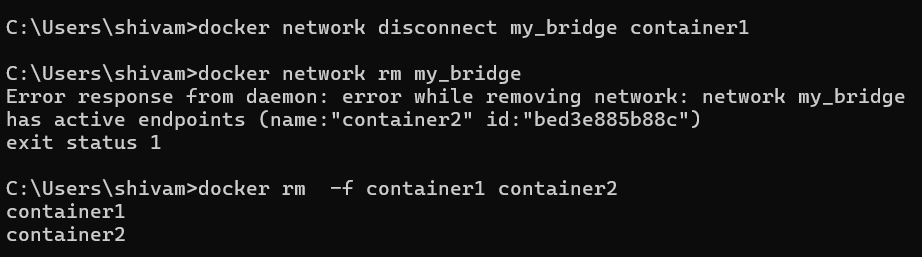 C:\Users\shivam>docker network disconnect my_bridge container1
C:\Users\shivam>docker network rm my_bridge
Error response from daemon: error while removing network: network my_bridge
has active endpoints (name:"container2" id:"bed3e885b88c")
exit status 1
C:\Users\shivam>docker rm  -f container1 container2
container1
container2